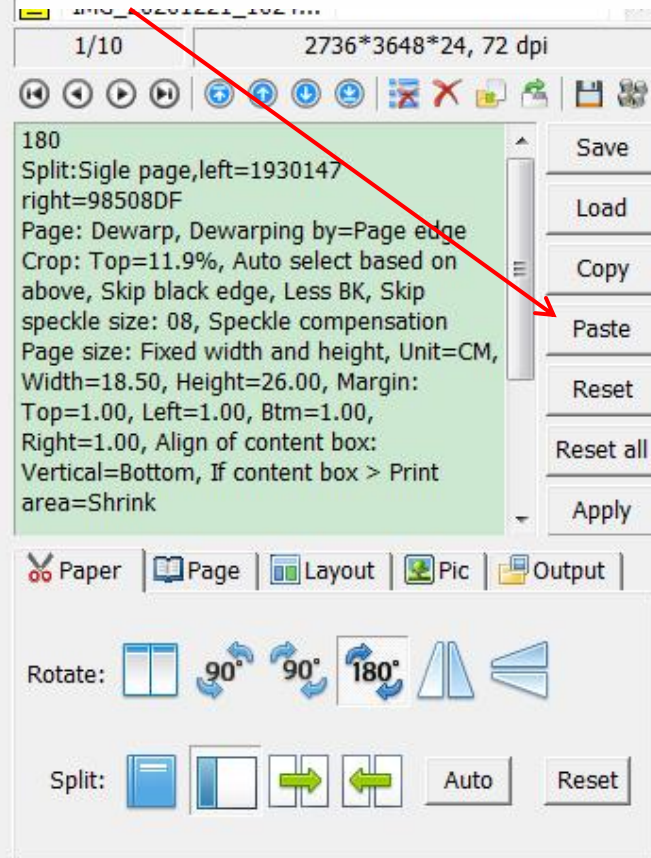 1/10 2736*3648*24, 72 dpi
180
Split:Sigle page,left=1930147
right=98508DF
Page: Dewarp, Dewarping by=Page edge
Crop: Top=11.9%, Auto select based on
above, Skip black edge, Less BK, Skip
speckle size: 08, Speckle compensation
Page size: Fixed width and height, Unit=CM,
Width=18.50, Height=26.00, Margin:
Top=1.00, Left=1.00, Btm=1.00,
Right=1.00, Align of content box:
Vertical=Bottom, If content box > Print
area=Shrink
Save
Load
Copy
Paste
Reset
Reset all
Apply
Paper Page Layout Pic Output
Rotate: 90° 90° 180°
Split: Auto Reset